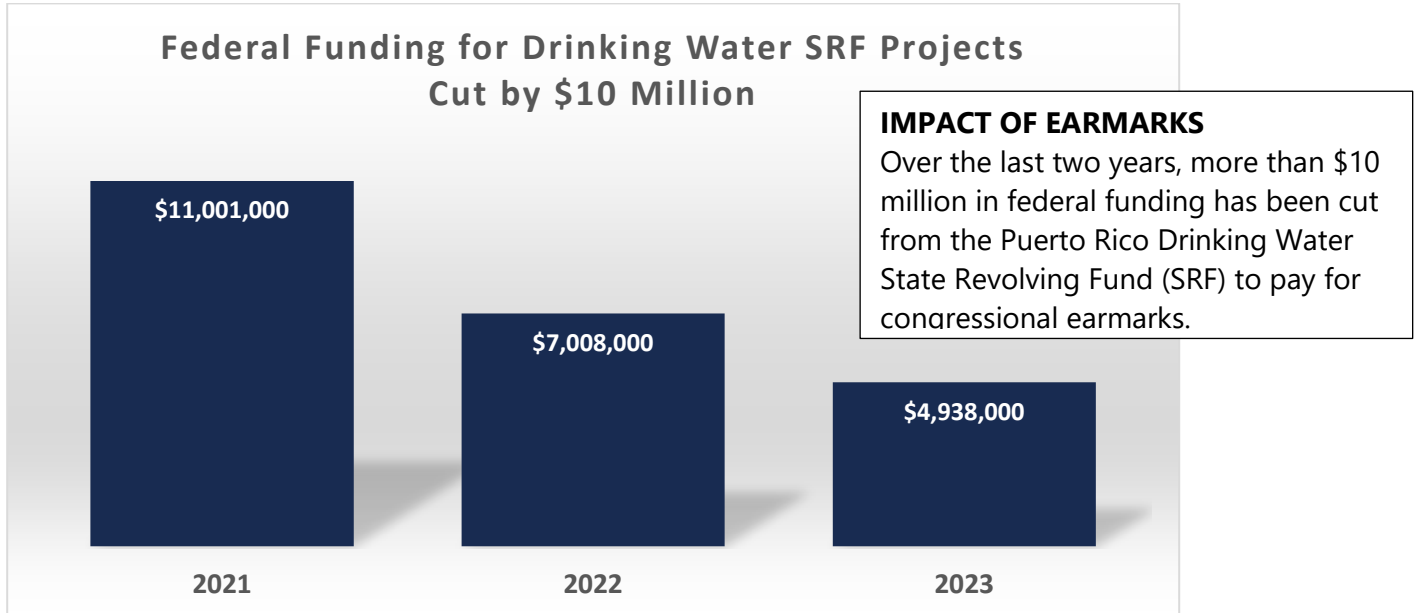 Federal Funding for Drinking Water SRF Projects
Cut by $10 Million
IMPACT OF EARMARKS
Over the last two years, more than $10
million in federal funding has been cut
from the Puerto Rico Drinking Water
State Revolving Fund (SRF) to pay for
congressional earmarks.
$11,001,000
$7,008,000
$4,938,000
2021
2022
2023